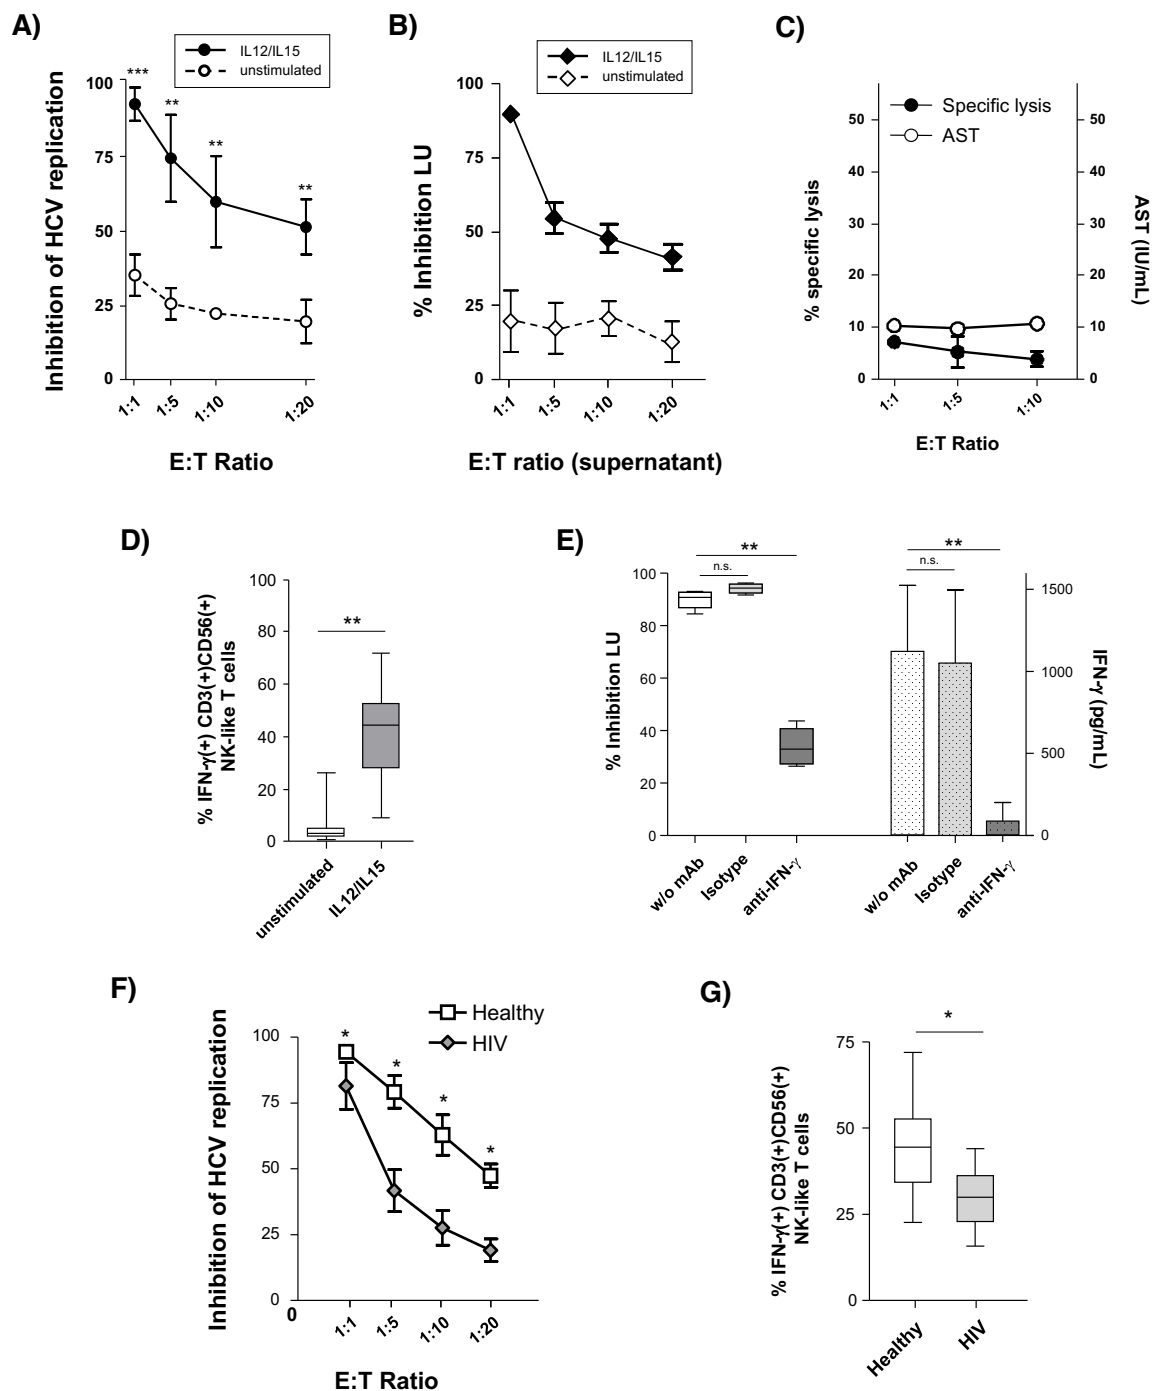 A)
IL12/IL15
unstimulated
Inhibition of HCV replication
100
75
50
25
0
***
**
**
**
1:1
1:5
1:10
1:20
E:T Ratio
B)
IL12/IL15
unstimulated
% Inhibition LU
100
75
50
25
0
1:1
1:5
1:10
1:20
E:T ratio (supernatant)
C)
Specific lysis
AST
% specific lysis
50
40
30
20
10
0
50
40
30
20
10
0
AST (IU/mL)
1:1
1:5
1:10
E:T Ratio
D)
% IFN-γ(+) CD3(+)CD56(+)
NK-like T cells
100
80
60
40
20
0
**
unstimulated
IL12/IL15
E)
% Inhibition LU
100
80
60
40
20
0
**
n.s.
**
n.s.
1500
1000
500
0
IFN-γ (pg/mL)
w/o mAb
Isotype
anti-IFN-γ
w/o mAb
Isotype
anti-IFN-γ
F)
Healthy
HIV
Inhibition of HCV replication
100
75
50
25
0
0
*
*
*
*
1:1
1:5
1:10
1:20
E:T Ratio
G)
% IFN-γ(+) CD3(+)CD56(+)
NK-like T cells
75
50
25
0
*
Healthy
HIV